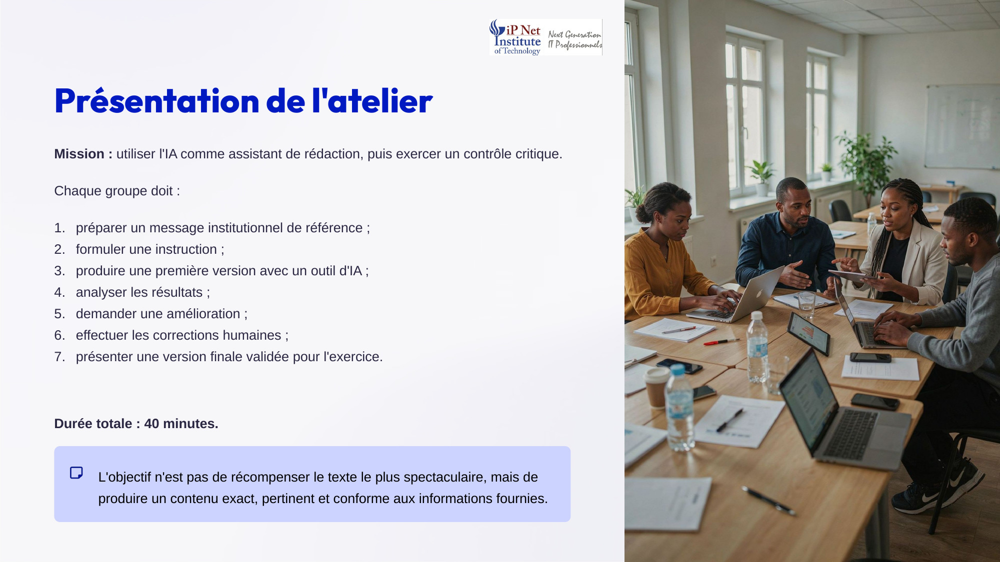 iP Net
Institute
of Technology
Next Generation
IT Professionnels
Présentation de l'atelier
Mission : utiliser l'IA comme assistant de rédaction, puis exercer un contrôle critique.
Chaque groupe doit :
1. préparer un message institutionnel de référence ;
2. formuler une instruction ;
3. produire une première version avec un outil d'IA ;
4. analyser les résultats ;
5. demander une amélioration ;
6. effectuer les corrections humaines ;
7. présenter une version finale validée pour l'exercice.
Durée totale : 40 minutes.
L'objectif n'est pas de récompenser le texte le plus spectaculaire, mais de
produire un contenu exact, pertinent et conforme aux informations fournies.